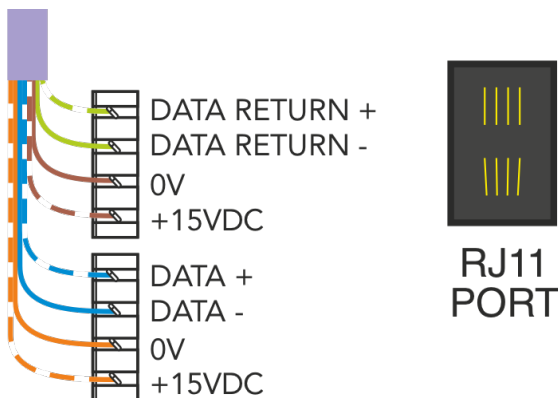 DATA RETURN +
DATA RETURN -
0V
+15VDC
DATA +
DATA -
0V
+15VDC
RJ11
PORT